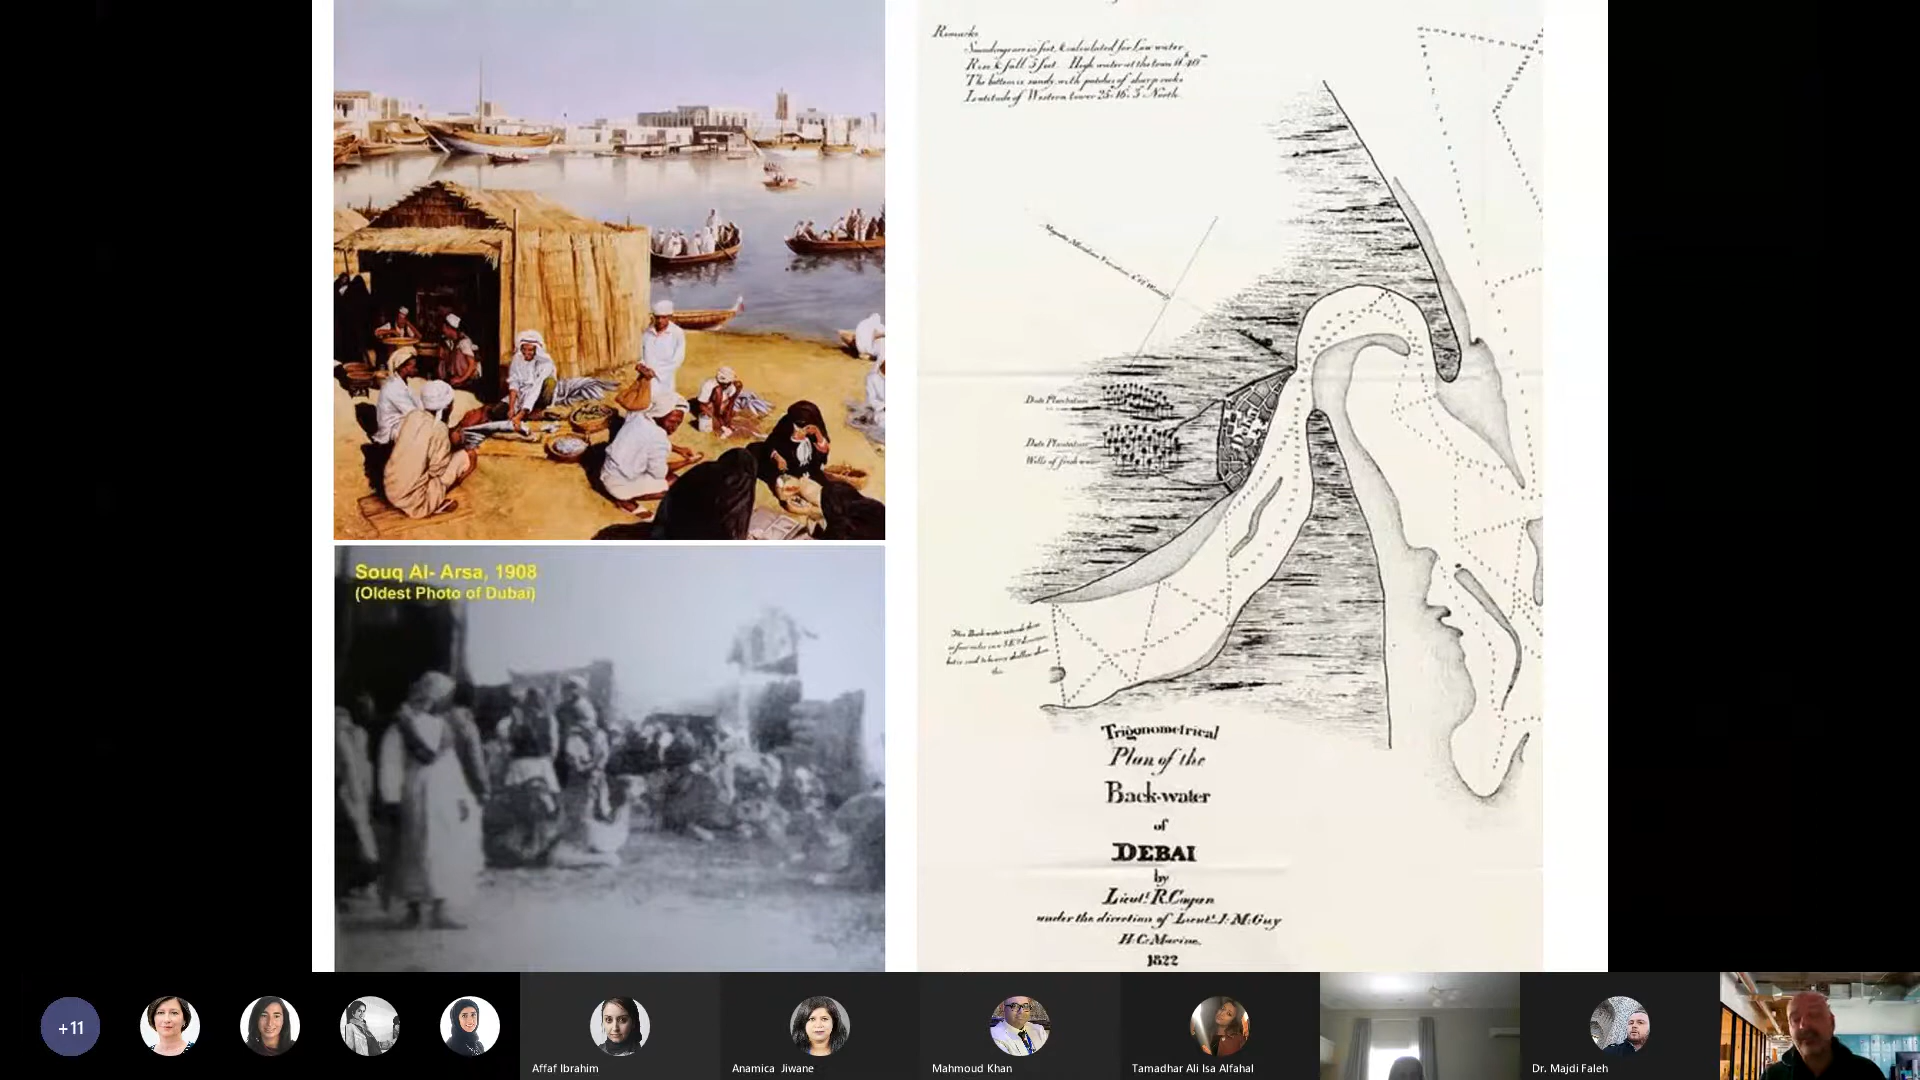 Remarks
Soundings are in feet, & calculated for Low water
Rise & fall 5 feet. High water at the town
The bottom is sandy, with patches of sharp rocks
Latitude of Western tower 25. 16. 5 North
Date Plantation
Date Plantation
Wells of fresh water
Souq Al- Arsa, 1908
(Oldest Photo of Dubai)
Trigonometrical
Plan of the
Back-water
of
DEBAI
by
Lieut. R. Cogan
under the direction of Lieut. J. McGuy
H. C. Marine.
1822
+11
Affaf Ibrahim
Anamica Jiwane
Mahmoud Khan
Tamadhar Ali Isa Alfahal
Dr. Majdi Faleh